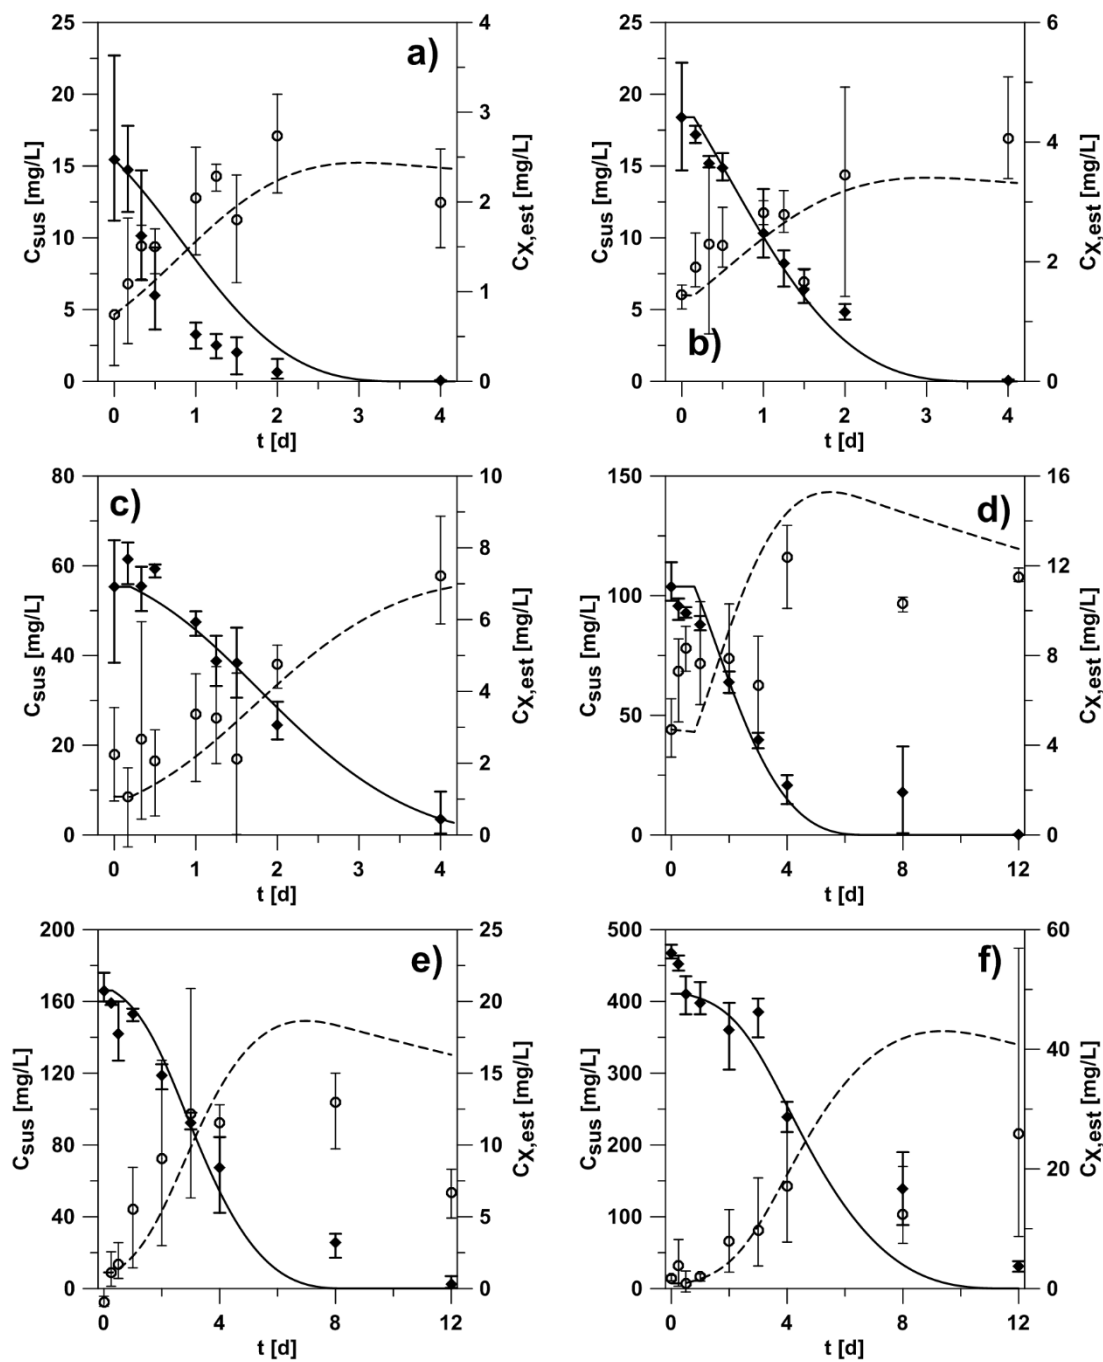 a)
25
20
15
10
5
0
C_sus [mg/L]
4
3
2
1
0
C_X,est [mg/L]
0 1 2 3 4
t [d]
b)
25
20
15
10
5
0
C_sus [mg/L]
6
4
2
0
C_X,est [mg/L]
0 1 2 3 4
t [d]
c)
80
60
40
20
0
C_sus [mg/L]
10
8
6
4
2
0
C_X,est [mg/L]
0 1 2 3 4
t [d]
d)
150
100
50
0
C_sus [mg/L]
16
12
8
4
0
C_X,est [mg/L]
0 4 8 12
t [d]
e)
200
160
120
80
40
0
C_sus [mg/L]
25
20
15
10
5
0
C_X,est [mg/L]
0 4 8 12
t [d]
f)
500
400
300
200
100
0
C_sus [mg/L]
60
40
20
0
C_X,est [mg/L]
0 4 8 12
t [d]